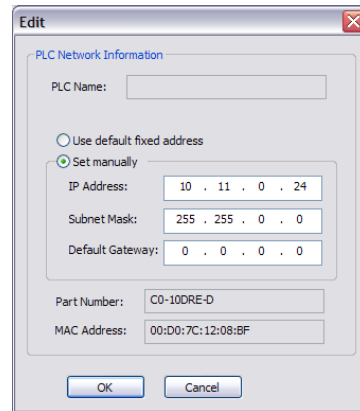 Edit
PLC Network Information
PLC Name:
Use default fixed address
Set manually
IP Address: 10 . 11 . 0 . 24
Subnet Mask: 255 . 255 . 0 . 0
Default Gateway: 0 . 0 . 0 . 0
Part Number: C0-10DRE-D
MAC Address: 00:D0:7C:12:08:BF
OK Cancel